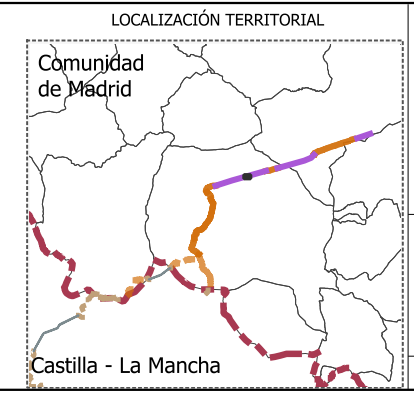 LOCALIZACIÓN TERRITORIAL
Comunidad
de Madrid
Castilla - La Mancha